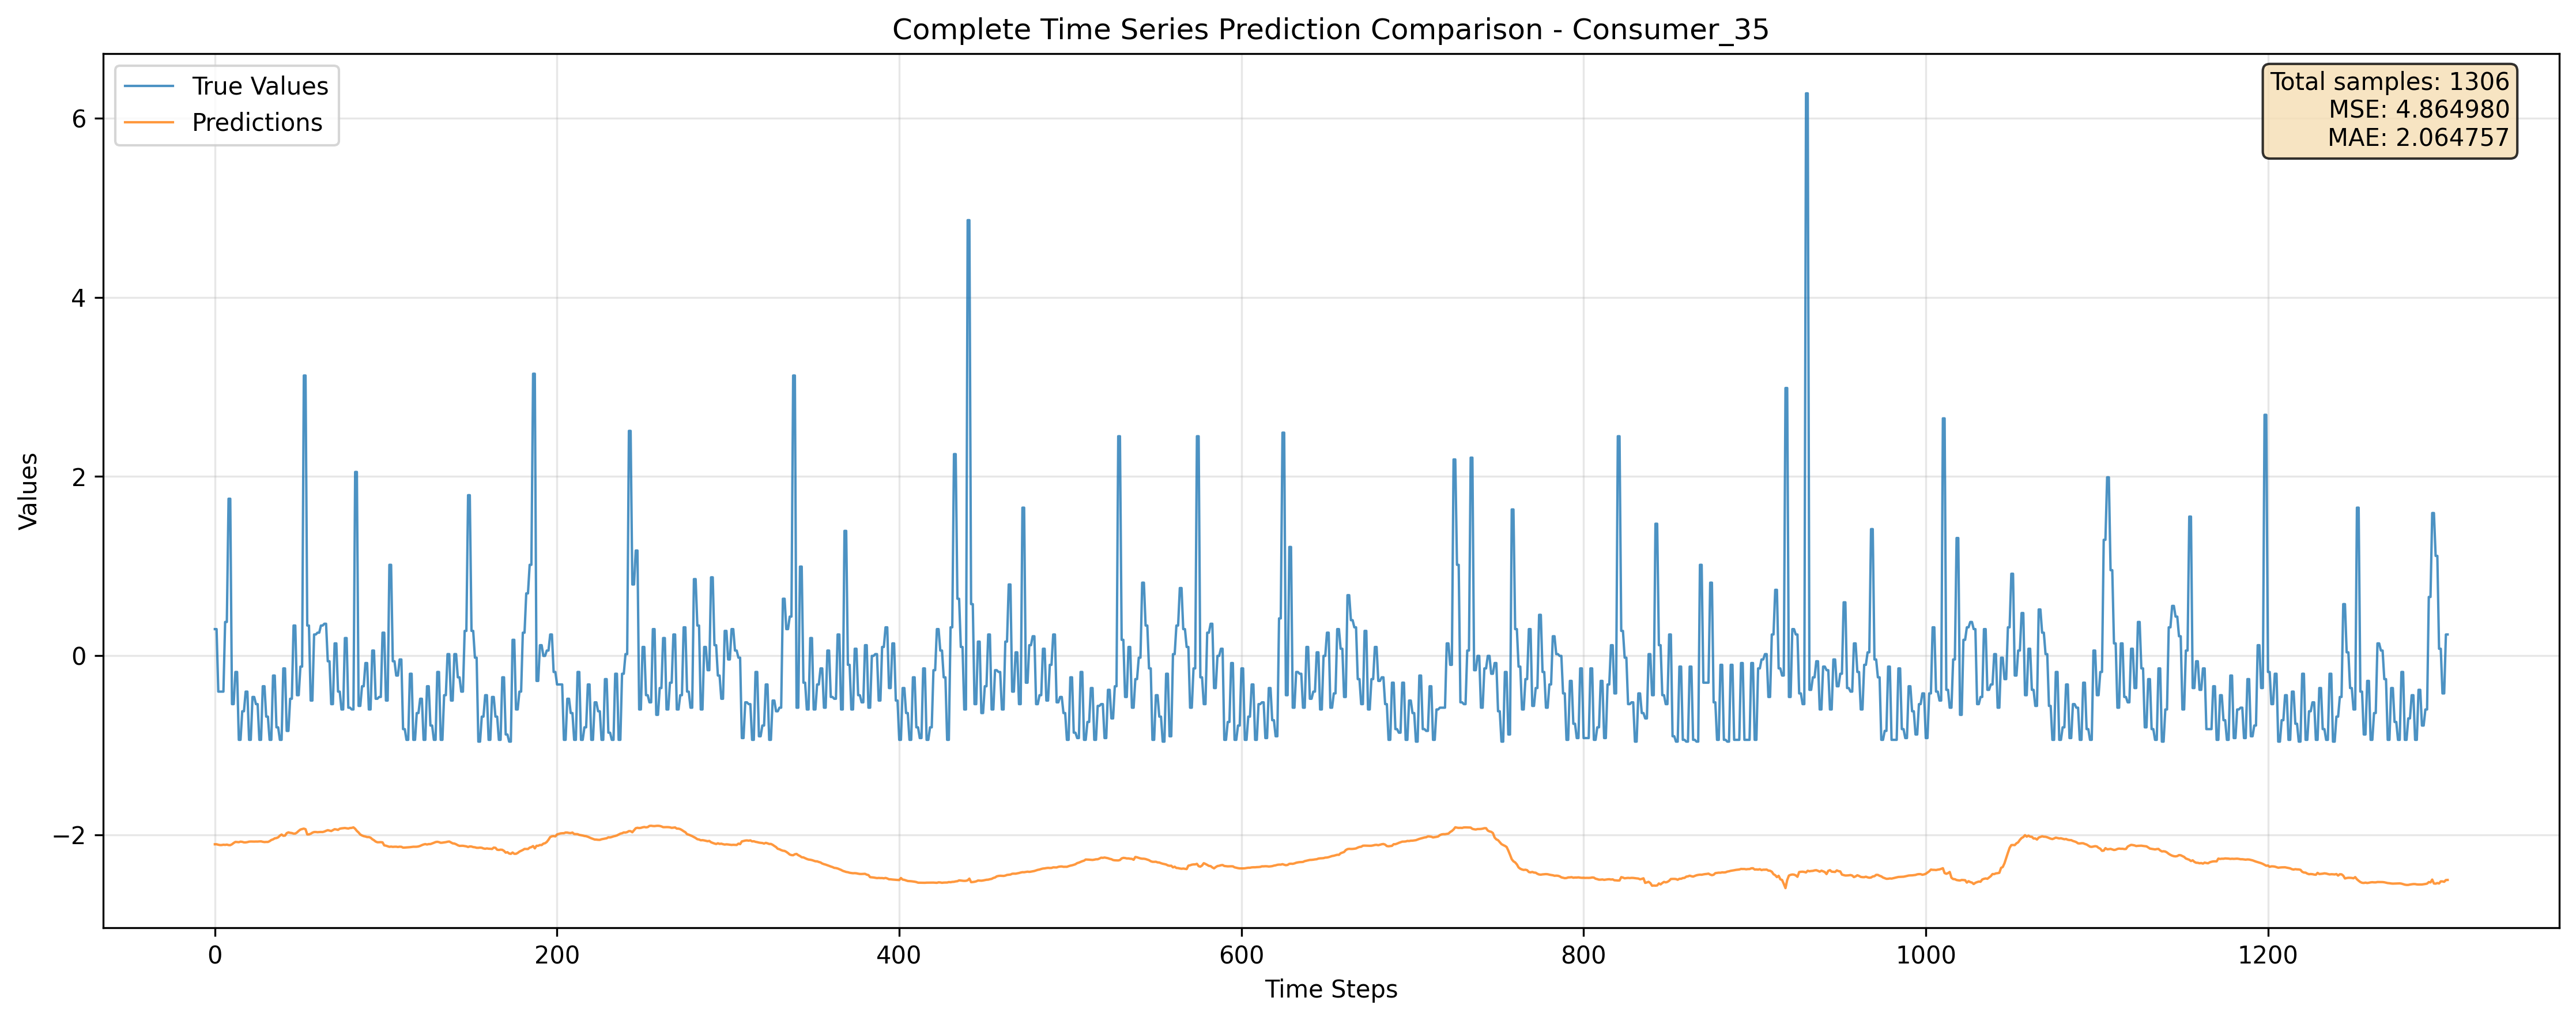 Complete Time Series Prediction Comparison - Consumer_35
True Values
Predictions
Total samples: 1306
MSE: 4.864980
MAE: 2.064757
Values
6
4
2
0
−2
0
200
400
600
800
1000
1200
Time Steps